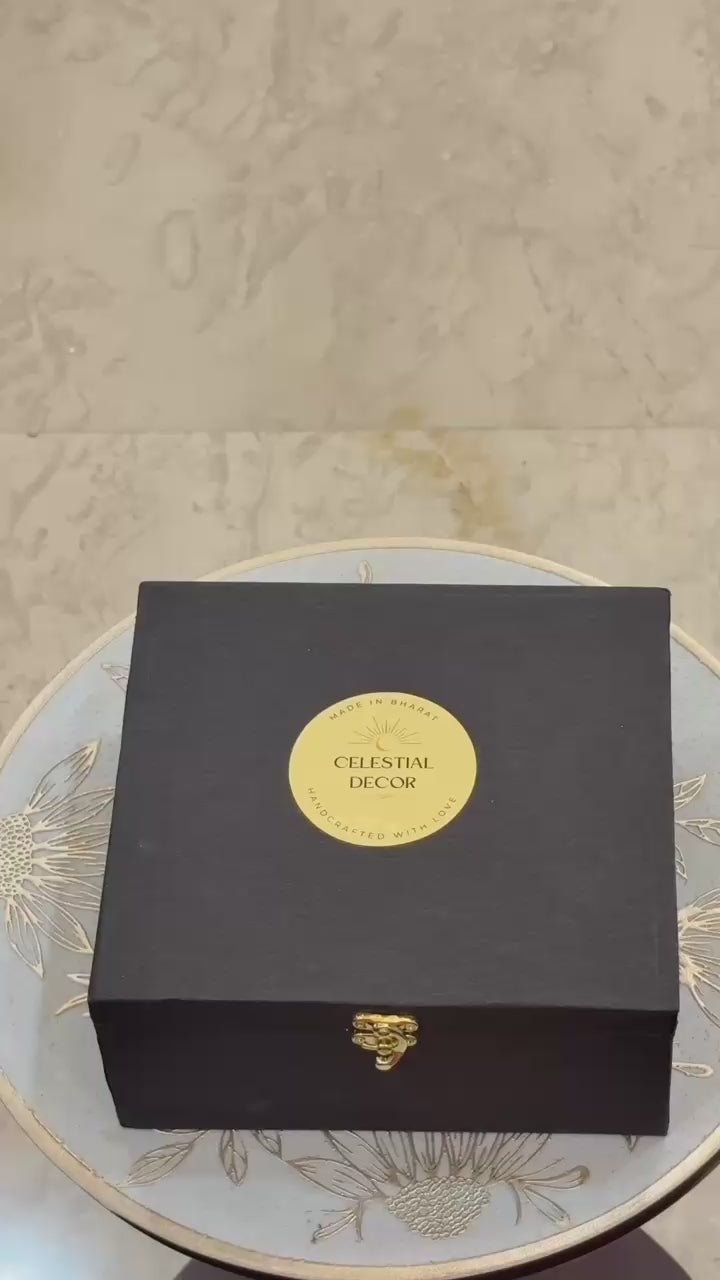 MADE IN BHARAT
CELESTIAL
DECOR
HANDCRAFTED WITH LOVE